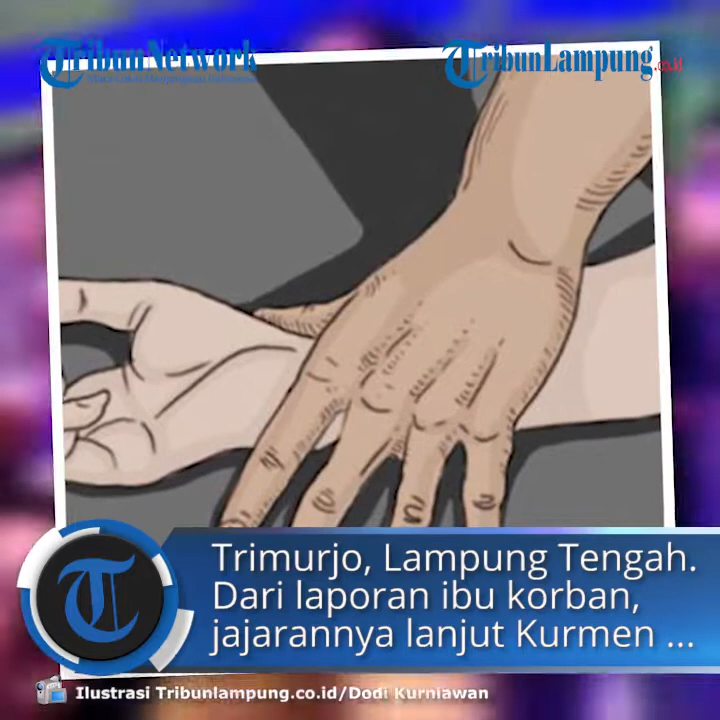 TribunNetwork
TribunLampung.co.id
Trimurjo, Lampung Tengah.
Dari laporan ibu korban,
jajarannya lanjut Kurmen ...
Ilustrasi Tribunlampung.co.id/Dodi Kurniawan